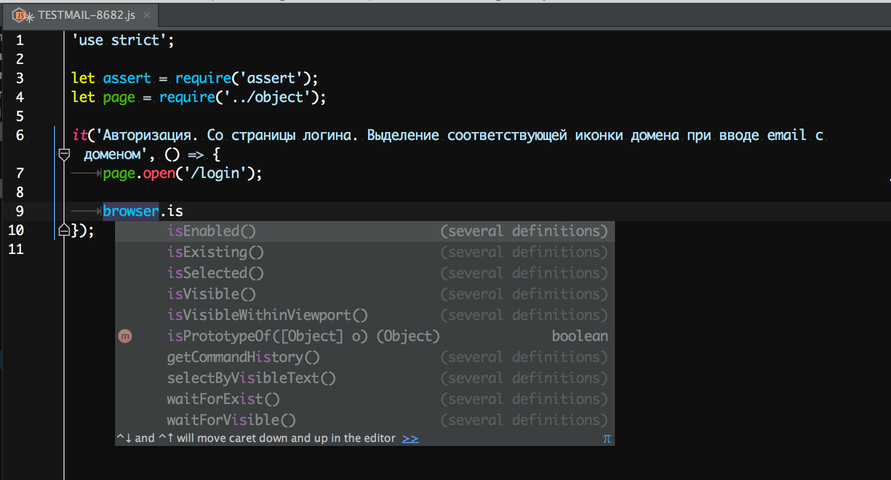 TESTMAIL-8682.js
1 'use strict';
2
3 let assert = require('assert');
4 let page = require('../object');
5
6 it('Авторизация. Со страницы логина. Выделение соответствующей иконки домена при вводе email с
доменом', () => {
7 page.open('/login');
8
9 browser.is
10 });
11
isEnabled() (several definitions)
isExisting() (several definitions)
isSelected() (several definitions)
isVisible() (several definitions)
isVisibleWithinViewport() (several definitions)
m isPrototypeOf([Object] o) (Object) boolean
getCommandHistory() (several definitions)
selectByVisibleText() (several definitions)
waitForExist() (several definitions)
waitForVisible() (several definitions)
^↓ and ^↑ will move caret down and up in the editor >> π